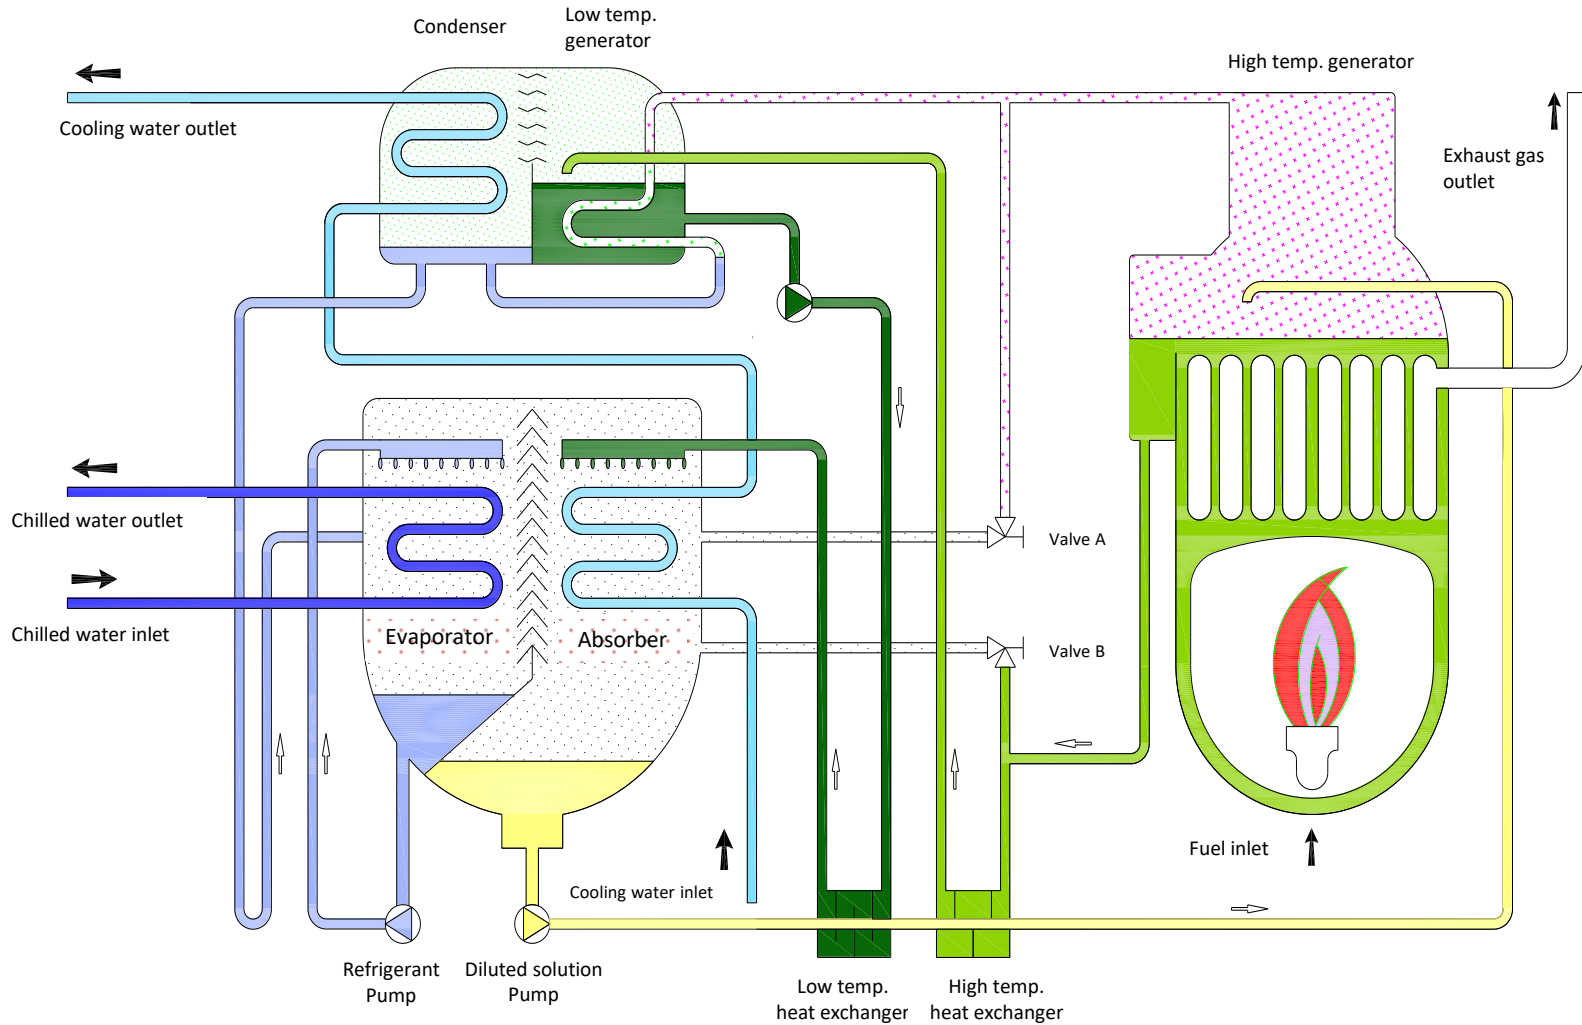 Condenser
Low temp.
generator
High temp. generator
Cooling water outlet
Exhaust gas
outlet
Chilled water outlet
Valve A
Chilled water inlet
Evaporator
Absorber
Valve B
Fuel inlet
Cooling water inlet
Refrigerant
Pump
Diluted solution
Pump
Low temp.
heat exchanger
High temp.
heat exchanger